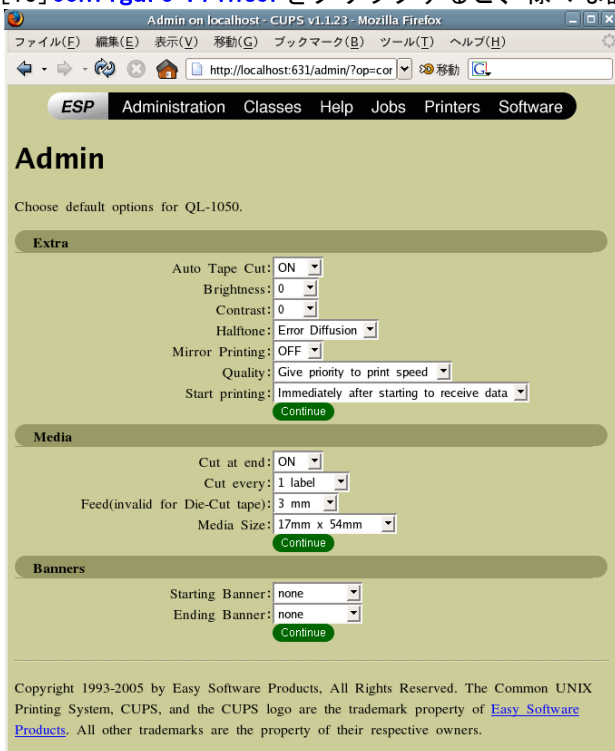 Admin on localhost - CUPS v1.1.23 - Mozilla Firefox
ファイル(F) 編集(E) 表示(V) 移動(G) ブックマーク(B) ツール(T) ヘルプ(H)
http://localhost:631/admin/?op=cor 移動
ESP Administration Classes Help Jobs Printers Software
Admin
Choose default options for QL-1050.
Extra
Auto Tape Cut: ON
Brightness: 0
Contrast: 0
Halftone: Error Diffusion
Mirror Printing: OFF
Quality: Give priority to print speed
Start printing: Immediately after starting to receive data
Continue
Media
Cut at end: ON
Cut every: 1 label
Feed(invalid for Die-Cut tape): 3 mm
Media Size: 17mm x 54mm
Continue
Banners
Starting Banner: none
Ending Banner: none
Continue
Copyright 1993-2005 by Easy Software Products, All Rights Reserved. The Common UNIX
Printing System, CUPS, and the CUPS logo are the trademark property of Easy Software
Products. All other trademarks are the property of their respective owners.